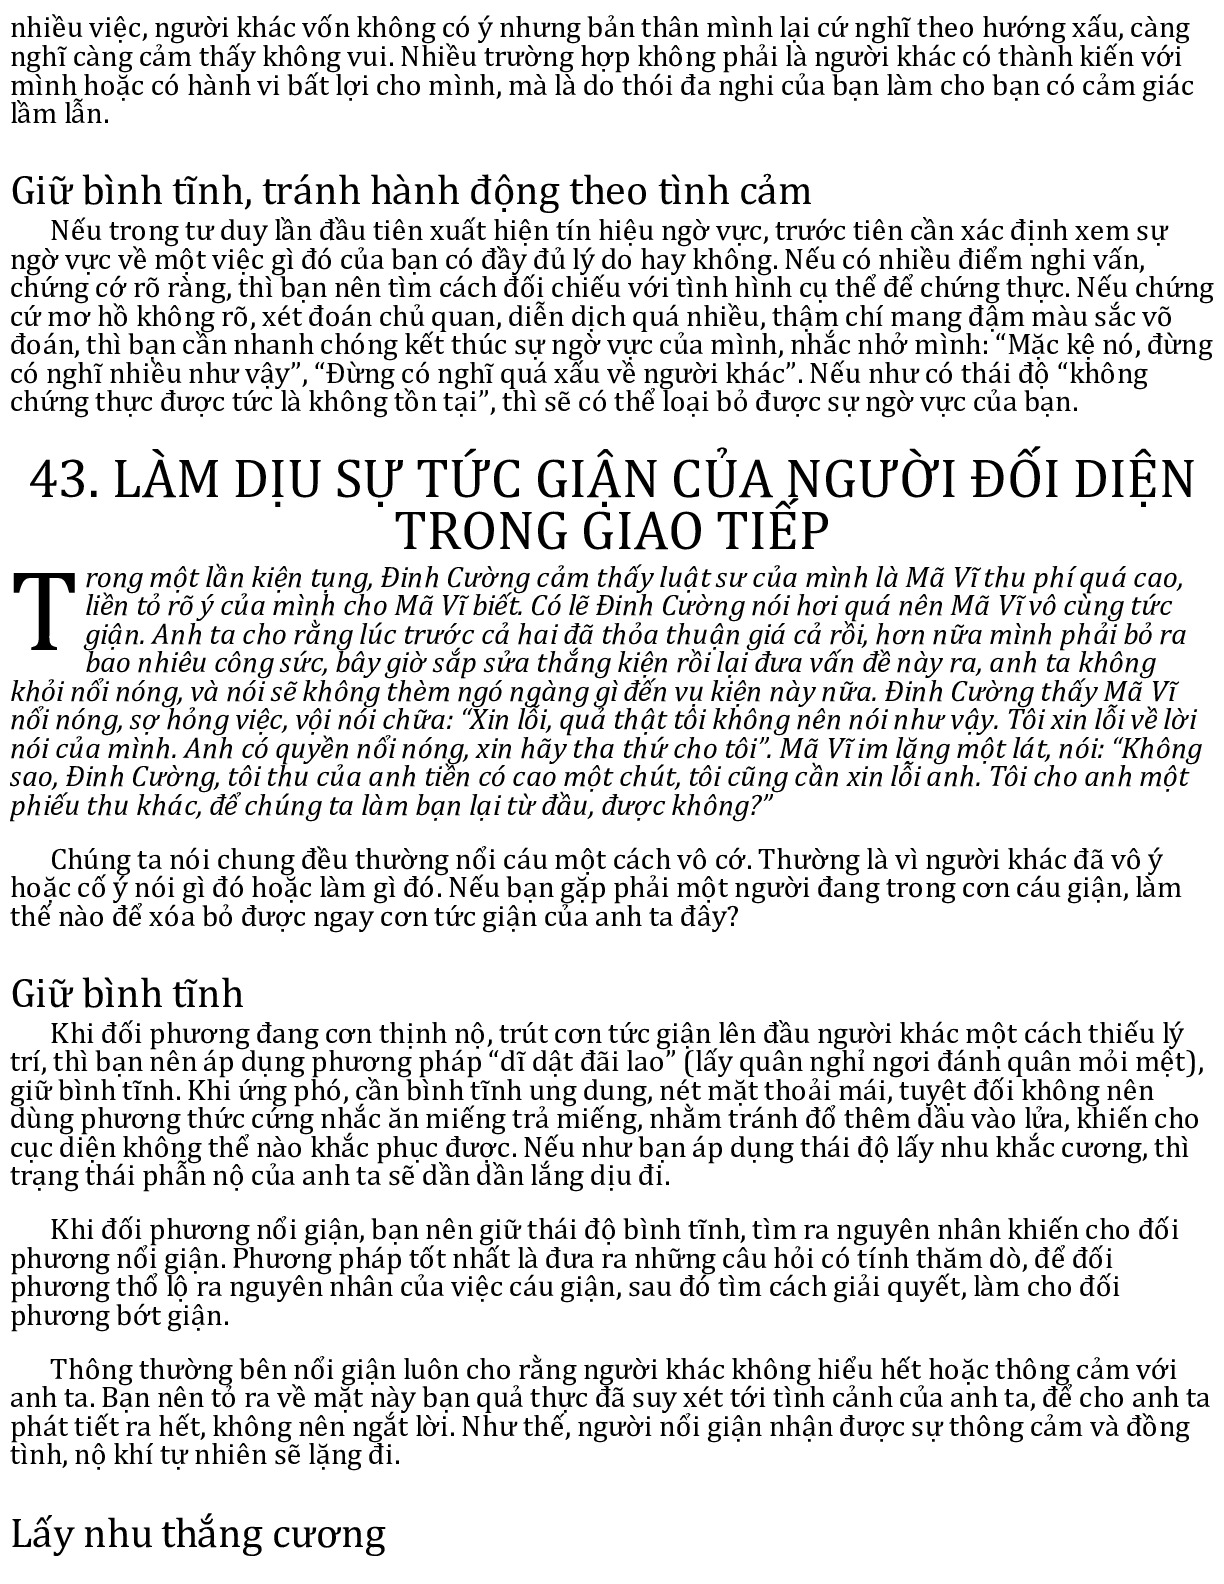 nhiều việc, người khác vốn không có ý nhưng bản thân mình lại cứ nghĩ theo hướng xấu, càng
nghĩ càng cảm thấy không vui. Nhiều trường hợp không phải là người khác có thành kiến với
mình hoặc có hành vi bất lợi cho mình, mà là do thói đa nghi của bạn làm cho bạn có cảm giác
lầm lẫn.
Giữ bình tĩnh, tránh hành động theo tình cảm
Nếu trong tư duy lần đầu tiên xuất hiện tín hiệu ngờ vực, trước tiên cần xác định xem sự
ngờ vực về một việc gì đó của bạn có đầy đủ lý do hay không. Nếu có nhiều điểm nghi vấn,
chứng cớ rõ ràng, thì bạn nên tìm cách đối chiếu với tình hình cụ thể để chứng thực. Nếu chứng
cứ mơ hồ không rõ, xét đoán chủ quan, diễn dịch quá nhiều, thậm chí mang đậm màu sắc võ
đoán, thì bạn cần nhanh chóng kết thúc sự ngờ vực của mình, nhắc nhở mình: “Mặc kệ nó, đừng
có nghĩ nhiều như vậy”, “Đừng có nghĩ quá xấu về người khác”. Nếu như có thái độ “không
chứng thực được tức là không tồn tại”, thì sẽ có thể loại bỏ được sự ngờ vực của bạn.
43. LÀM DỊU SỰ TỨC GIẬN CỦA NGƯỜI ĐỐI DIỆN
TRONG GIAO TIẾP
Trong một lần kiện tụng, Đinh Cường cảm thấy luật sư của mình là Mã Vĩ thu phí quá cao,
liền tỏ rõ ý của mình cho Mã Vĩ biết. Có lẽ Đinh Cường nói hơi quá nên Mã Vĩ vô cùng tức
giận. Anh ta cho rằng lúc trước cả hai đã thỏa thuận giá cả rồi, hơn nữa mình phải bỏ ra
bao nhiêu công sức, bây giờ sắp sửa thắng kiện rồi lại đưa vấn đề này ra, anh ta không
khỏi nổi nóng, và nói sẽ không thèm ngó ngàng gì đến vụ kiện này nữa. Đinh Cường thấy Mã Vĩ
nổi nóng, sợ hỏng việc, vội nói chữa: “Xin lỗi, quả thật tôi không nên nói như vậy. Tôi xin lỗi về lời
nói của mình. Anh có quyền nổi nóng, xin hãy tha thứ cho tôi”. Mã Vĩ im lặng một lát, nói: “Không
sao, Đinh Cường, tôi thu của anh tiền có cao một chút, tôi cũng cần xin lỗi anh. Tôi cho anh một
phiếu thu khác, để chúng ta làm bạn lại từ đầu, được không?”
Chúng ta nói chung đều thường nổi cáu một cách vô cớ. Thường là vì người khác đã vô ý
hoặc cố ý nói gì đó hoặc làm gì đó. Nếu bạn gặp phải một người đang trong cơn cáu giận, làm
thế nào để xóa bỏ được ngay cơn tức giận của anh ta đây?
Giữ bình tĩnh
Khi đối phương đang cơn thịnh nộ, trút cơn tức giận lên đầu người khác một cách thiếu lý
trí, thì bạn nên áp dụng phương pháp “dĩ dật đãi lao” (lấy quân nghỉ ngơi đánh quân mỏi mệt),
giữ bình tĩnh. Khi ứng phó, cần bình tĩnh ung dung, nét mặt thoải mái, tuyệt đối không nên
dùng phương thức cứng nhắc ăn miếng trả miếng, nhằm tránh đổ thêm dầu vào lửa, khiến cho
cục diện không thể nào khắc phục được. Nếu như bạn áp dụng thái độ lấy nhu khắc cương, thì
trạng thái phẫn nộ của anh ta sẽ dần dần lắng dịu đi.
Khi đối phương nổi giận, bạn nên giữ thái độ bình tĩnh, tìm ra nguyên nhân khiến cho đối
phương nổi giận. Phương pháp tốt nhất là đưa ra những câu hỏi có tính thăm dò, để đối
phương thổ lộ ra nguyên nhân của việc cáu giận, sau đó tìm cách giải quyết, làm cho đối
phương bớt giận.
Thông thường bên nổi giận luôn cho rằng người khác không hiểu hết hoặc thông cảm với
anh ta. Bạn nên tỏ ra về mặt này bạn quả thực đã suy xét tới tình cảnh của anh ta, để cho anh ta
phát tiết ra hết, không nên ngắt lời. Như thế, người nổi giận nhận được sự thông cảm và đồng
tình, nộ khí tự nhiên sẽ lặng đi.
Lấy nhu thắng cương